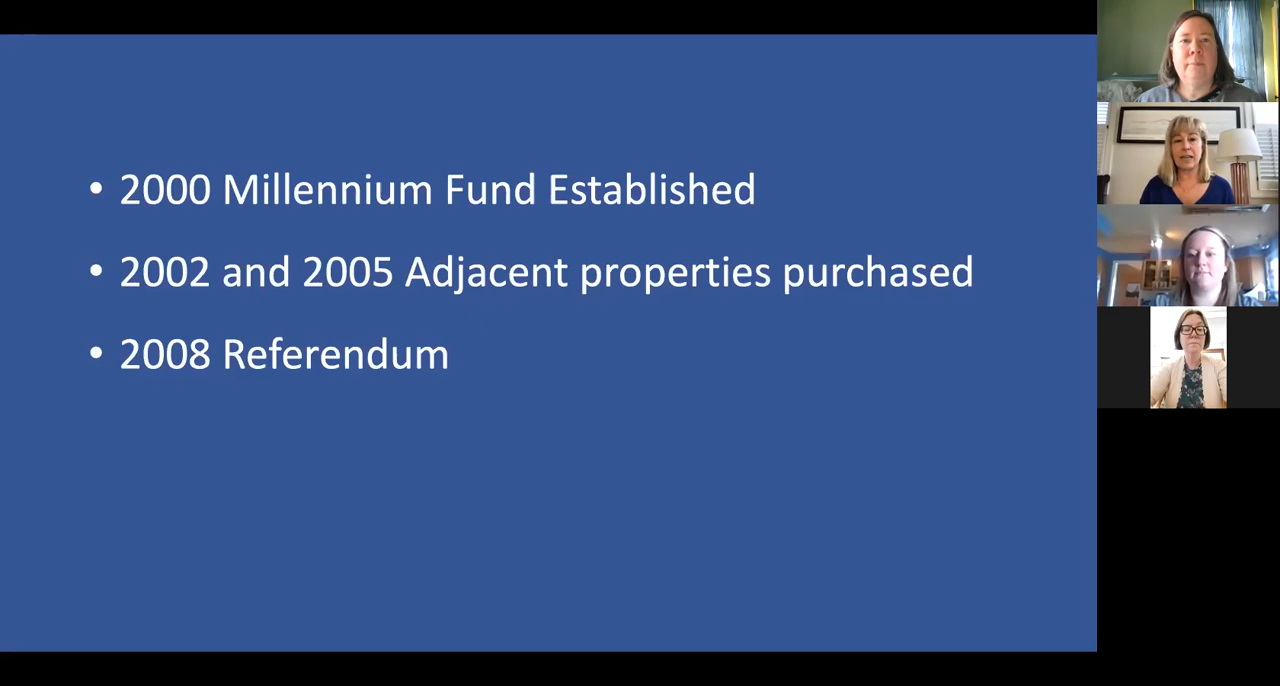 • 2000 Millennium Fund Established
• 2002 and 2005 Adjacent properties purchased
• 2008 Referendum